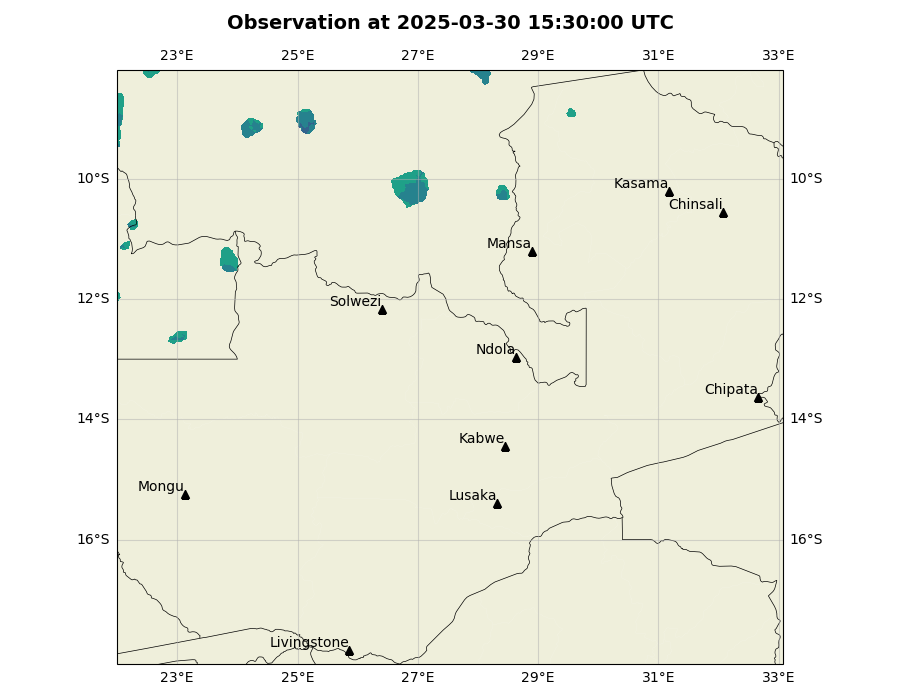 Observation at 2025-03-30 15:30:00 UTC
23°E 25°E 27°E 29°E 31°E 33°E
10°S 10°S
Kasama
Chinsali
Mansa
12°S 12°S
Solwezi
Ndola
Chipata
14°S 14°S
Kabwe
Mongu
Lusaka
16°S 16°S
Livingstone
23°E 25°E 27°E 29°E 31°E 33°E